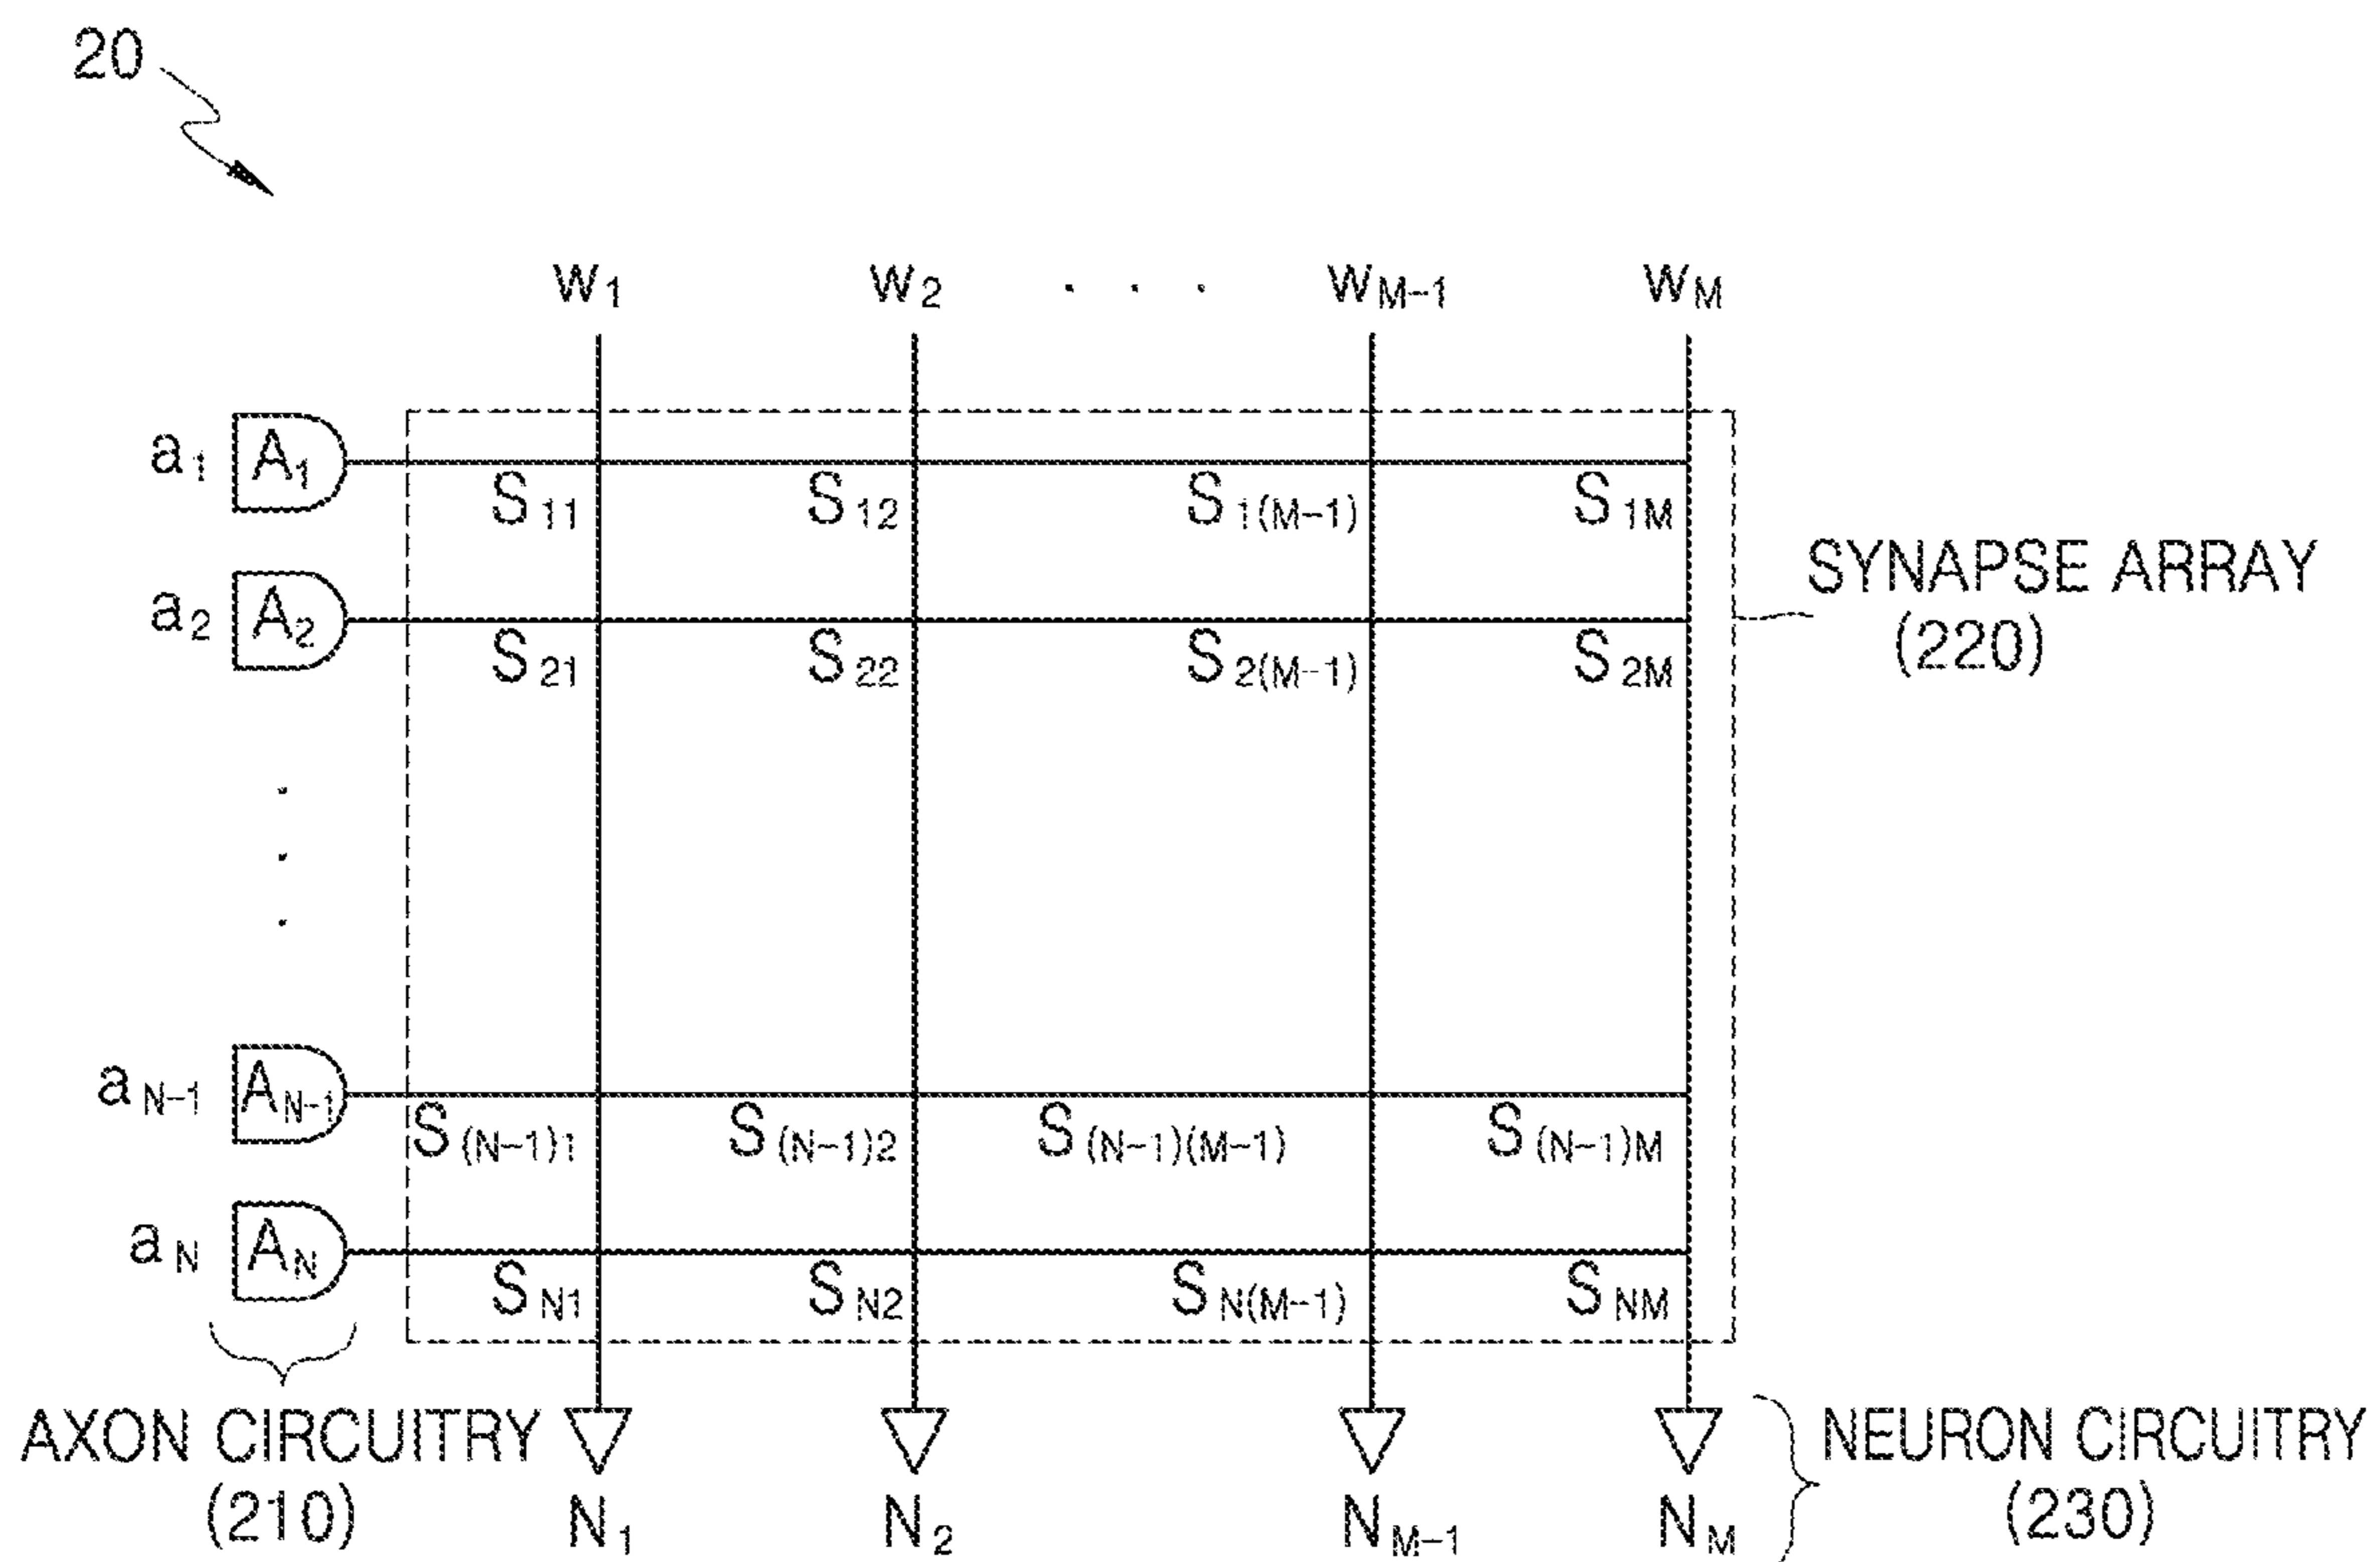 20
w1 w2 . . . wM-1 wM
a1 A1
S11 S12 S1(M-1) S1M
a2 A2
S21 S22 S2(M-1) S2M
SYNAPSE ARRAY
(220)
aN-1 AN-1
S(N-1)1 S(N-1)2 S(N-1)(M-1) S(N-1)M
aN AN
SN1 SN2 SN(M-1) SNM
AXON CIRCUITRY
(210)
N1 N2 NM-1 NM
NEURON CIRCUITRY
(230)